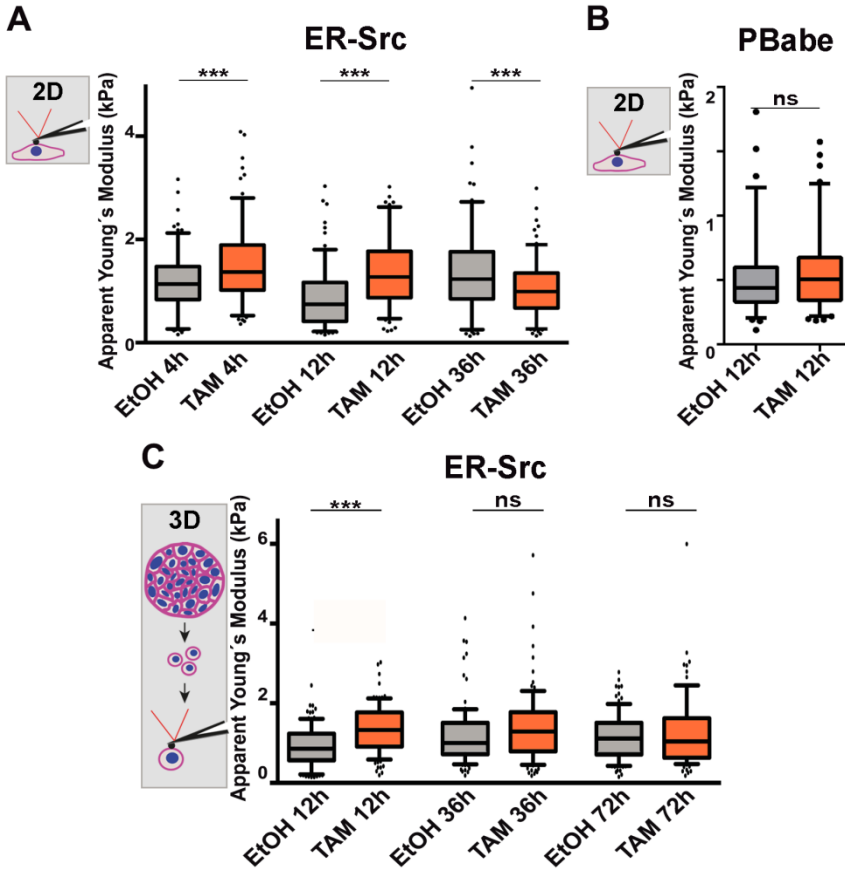 A
ER-Src
2D
Apparent Young´s Modulus (kPa)
***
***
***
4
2
0
EtOH 4h
TAM 4h
EtOH 12h
TAM 12h
EtOH 36h
TAM 36h
B
PBabe
2D
Apparent Young´s Modulus (kPa)
ns
2
1
0
EtOH 12h
TAM 12h
C
ER-Src
3D
Apparent Young´s Modulus (kPa)
***
ns
ns
6
4
2
0
EtOH 12h
TAM 12h
EtOH 36h
TAM 36h
EtOH 72h
TAM 72h